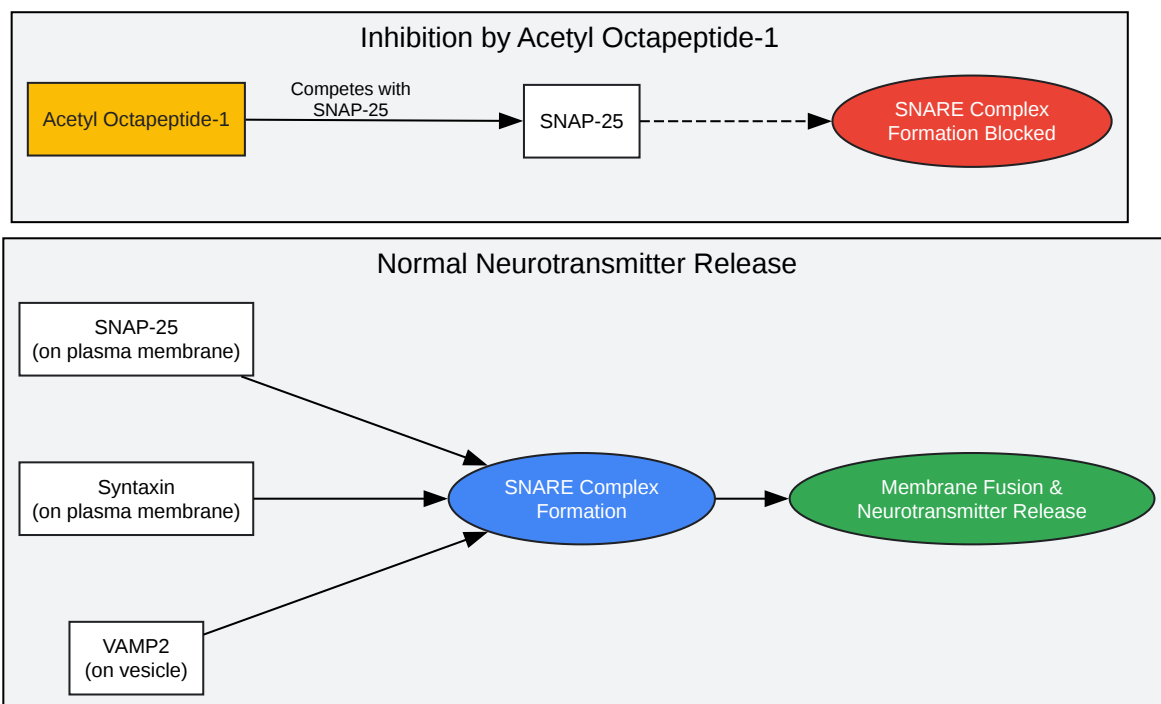 Inhibition by Acetyl Octapeptide-1
Acetyl Octapeptide-1
Competes with
SNAP-25
SNAP-25
SNARE Complex
Formation Blocked
Normal Neurotransmitter Release
SNAP-25
(on plasma membrane)
Syntaxin
(on plasma membrane)
VAMP2
(on vesicle)
SNARE Complex
Formation
Membrane Fusion &
Neurotransmitter Release